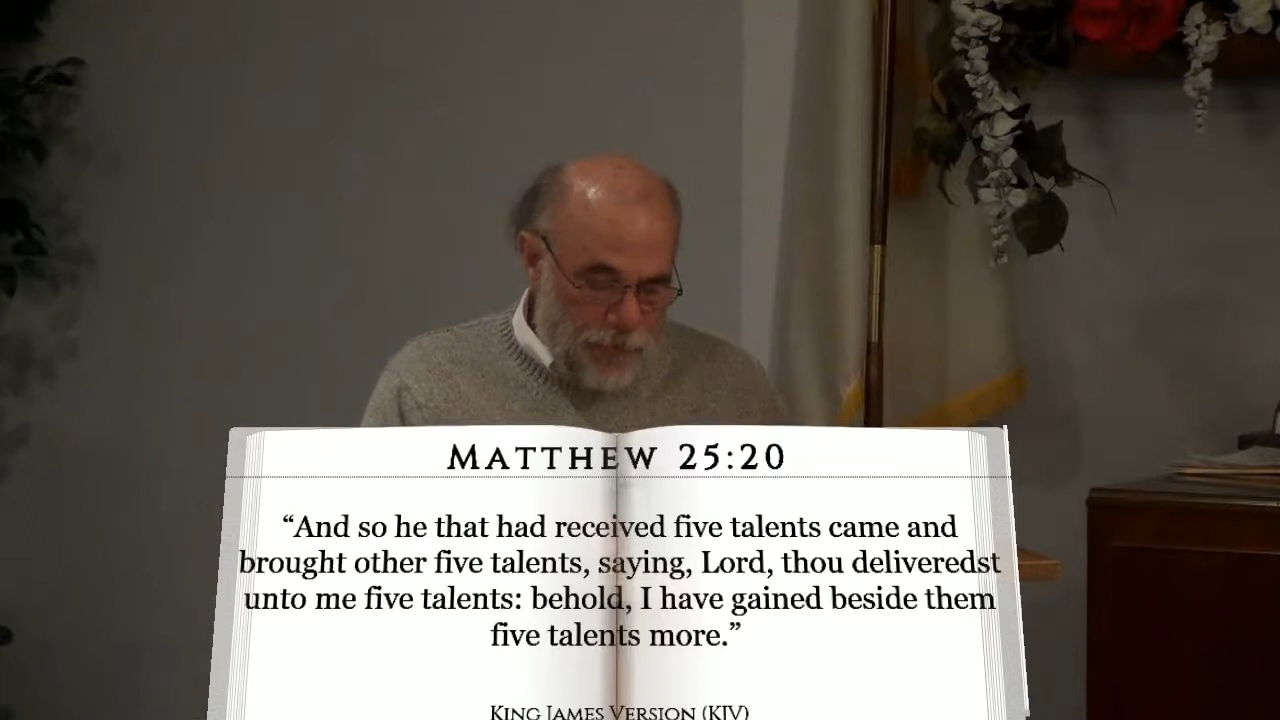 MATTHEW 25:20
“And so he that had received five talents came and
brought other five talents, saying, Lord, thou deliveredst
unto me five talents: behold, I have gained beside them
five talents more.”
KING JAMES VERSION (KJV)